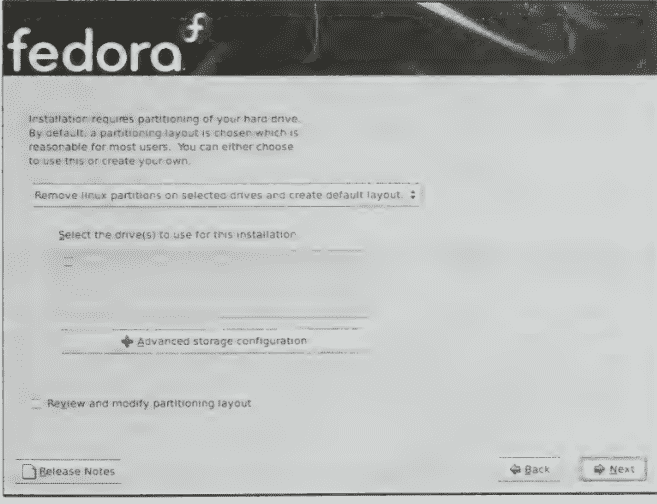 fedora
Installation requires partitioning of your hard drive.
By default, a partitioning layout is chosen which is
reasonable for most users. You can either choose
to use this or create your own.
Remove linux partitions on selected drives and create default layout.
Select the drive(s) to use for this installation.
Advanced storage configuration
Review and modify partitioning layout
Release Notes
Back
Next